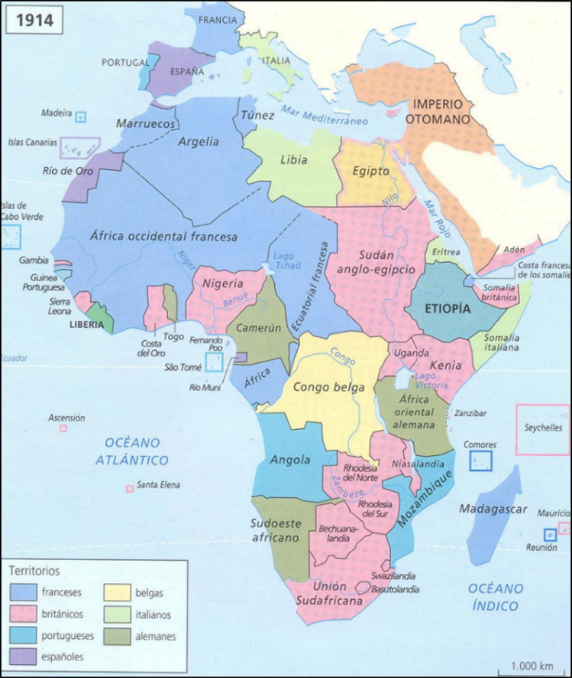 1914
FRANCIA
PORTUGAL
ESPAÑA
ITALIA
Mar Mediterráneo
IMPERIO
OTOMANO
Madeira
Islas Canarias
Marruecos
Túnez
Argelia
Libia
Egipto
Nilo
Mar Rojo
Río de Oro
Islas de
Cabo Verde
África occidental francesa
Níger
Lago
Tchad
Ecuatorial francesa
Sudán
anglo-egipcio
Eritrea
Adén
Costa francesa
de los somalíes
Somalia
británica
Somalia
italiana
ETIOPÍA
Gambia
Guinea
Portuguesa
Sierra
Leona
LIBERIA
Costa
del Oro
Togo
Nigeria
Benué
Camerún
Fernando
Poo
São Tomé
Río Muni
África
Ecuador
Congo
Congo belga
Uganda
Kenia
Lago
Victoria
África
oriental
alemana
Zanzíbar
Seychelles
Ascensión
OCÉANO
ATLÁNTICO
Santa Elena
Angola
Rhodesia
del Norte
Niasalandia
Zambeze
Rhodesia
del Sur
Mozambique
Comores
Madagascar
Mauricio
Reunión
Sudoeste
africano
Bechuana-
landia
Swazilandia
Basutolandia
Unión
Sudafricana
OCÉANO
ÍNDICO
Territorios
franceses
británicos
portugueses
españoles
belgas
italianos
alemanes
1.000 km